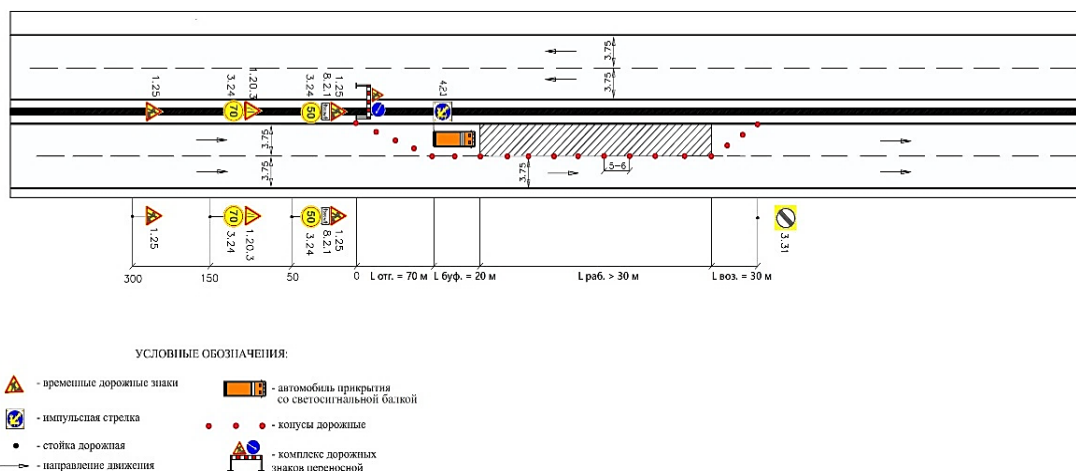 3.75
3.75
1.25
3.24
70
1.20.3
3.24
50
8.2.1
1.25
3.75
3.75
3.75
5-6
1.25
70
3.24
1.20.3
50
3.24
8.2.1
1.25
3.31
300
150
50
0
L отг. = 70 м
L буф. = 20 м
L раб. > 30 м
L воз. = 30 м
УСЛОВНЫЕ ОБОЗНАЧЕНИЯ:
- временные дорожные знаки
- импульсная стрелка
- стойка дорожная
- направление движения
- автомобиль прикрытия
со светосигнальной балкой
- конусы дорожные
- комплекс дорожных
знаков переносной